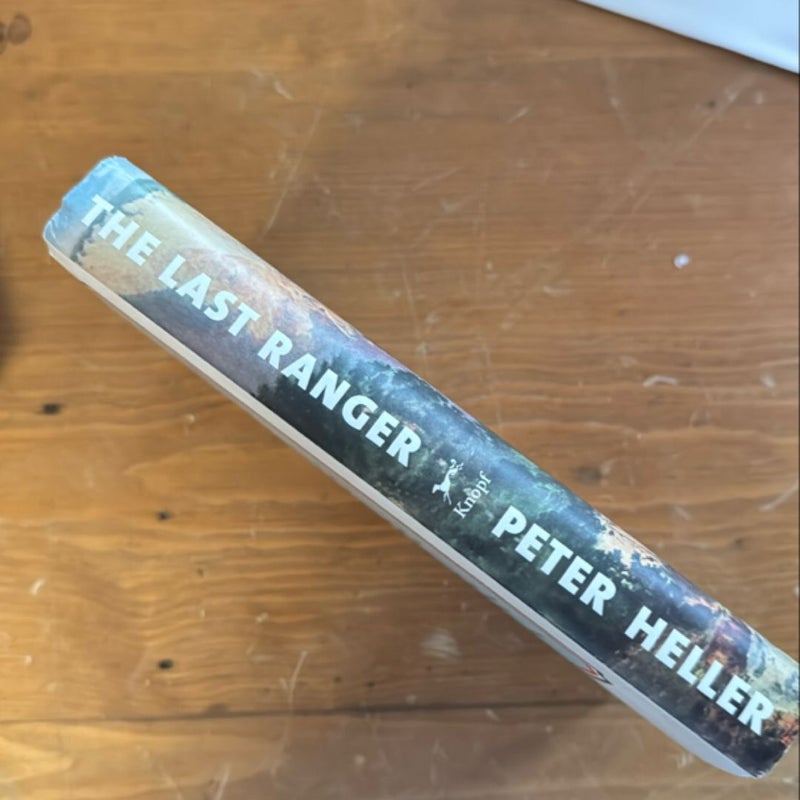 THE LAST RANGER
Knopf
PETER HELLER